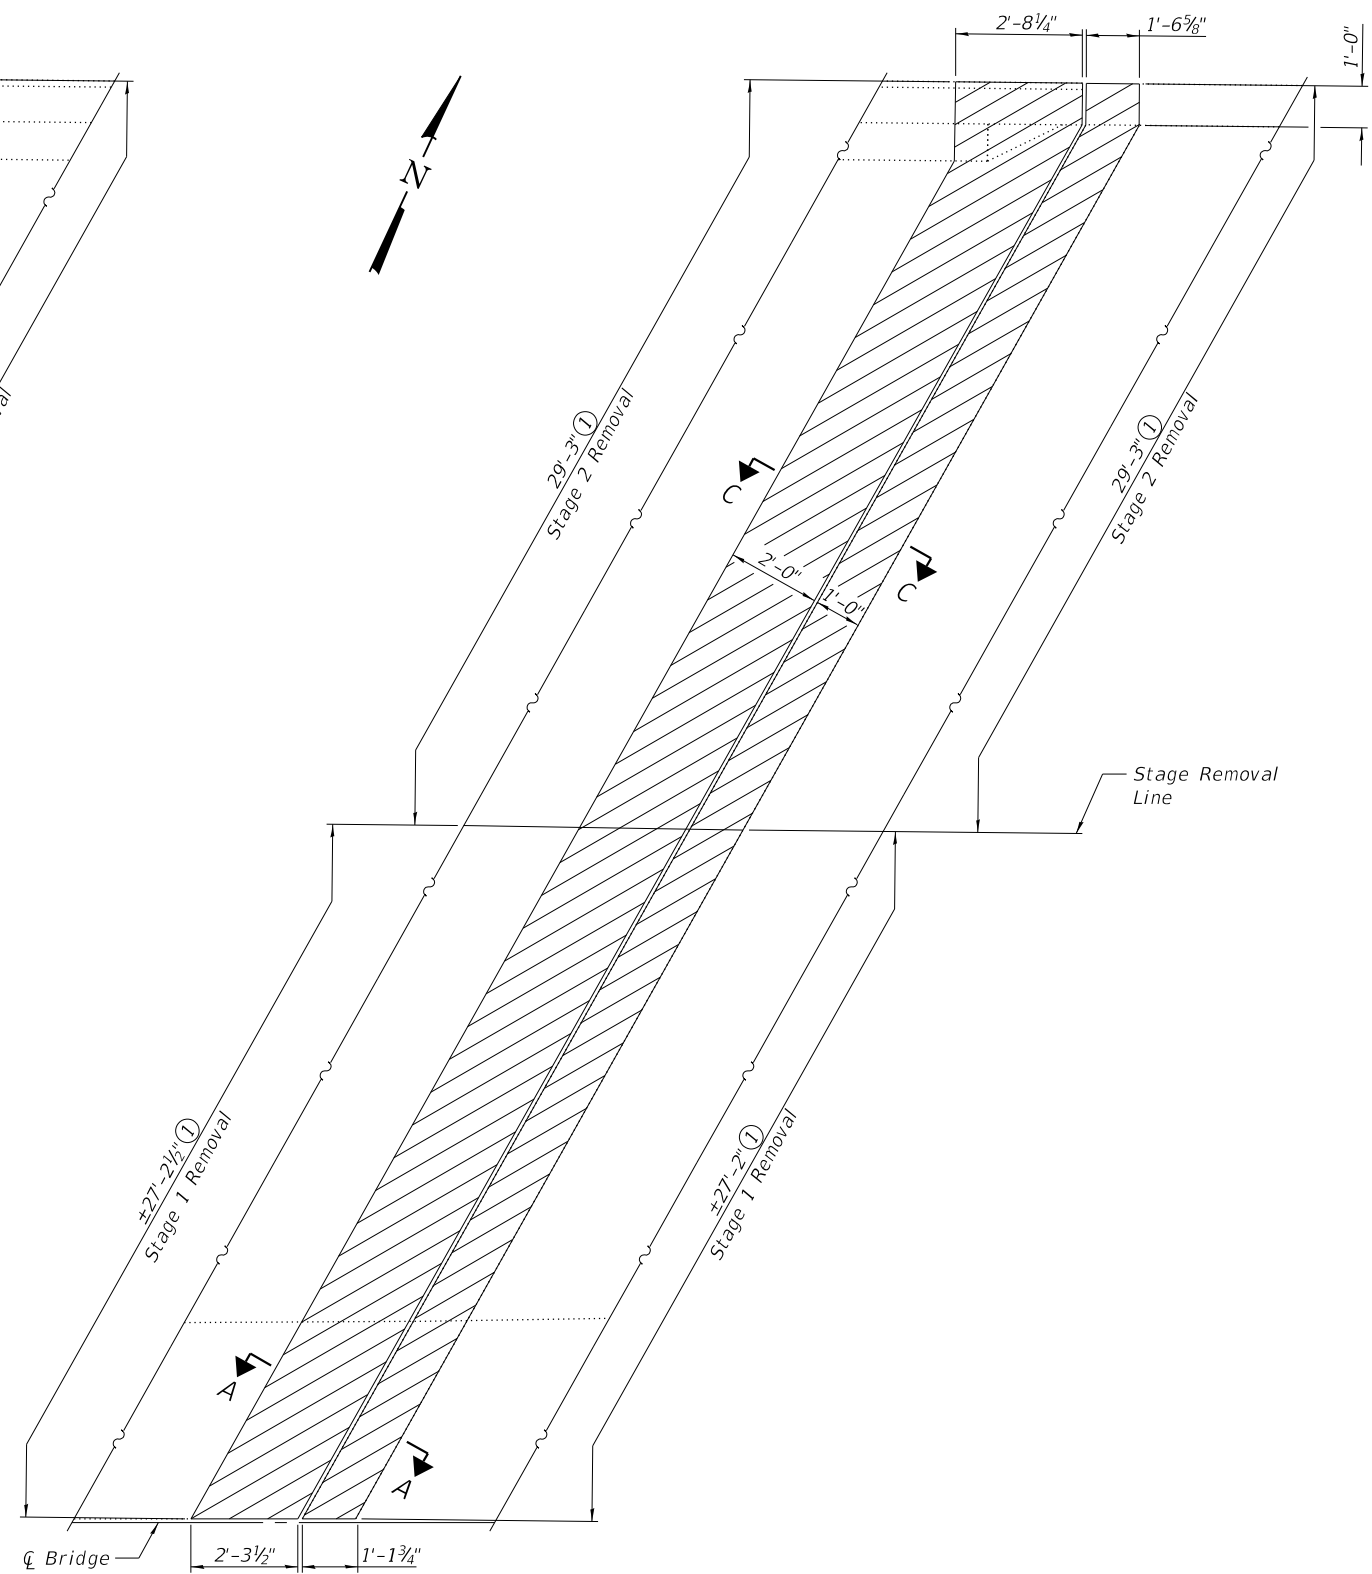 2'-8¼"
1'-6⅝"
1'-0"
N
29'-3" ①
Stage 2 Removal
29'-3" ①
Stage 2 Removal
C
C
2'-0"
1'-0"
Stage Removal
Line
±27'-2½" ①
Stage 1 Removal
±27'-2" ①
Stage 1 Removal
A
A
℄ Bridge
2'-3½"
1'-1¾"